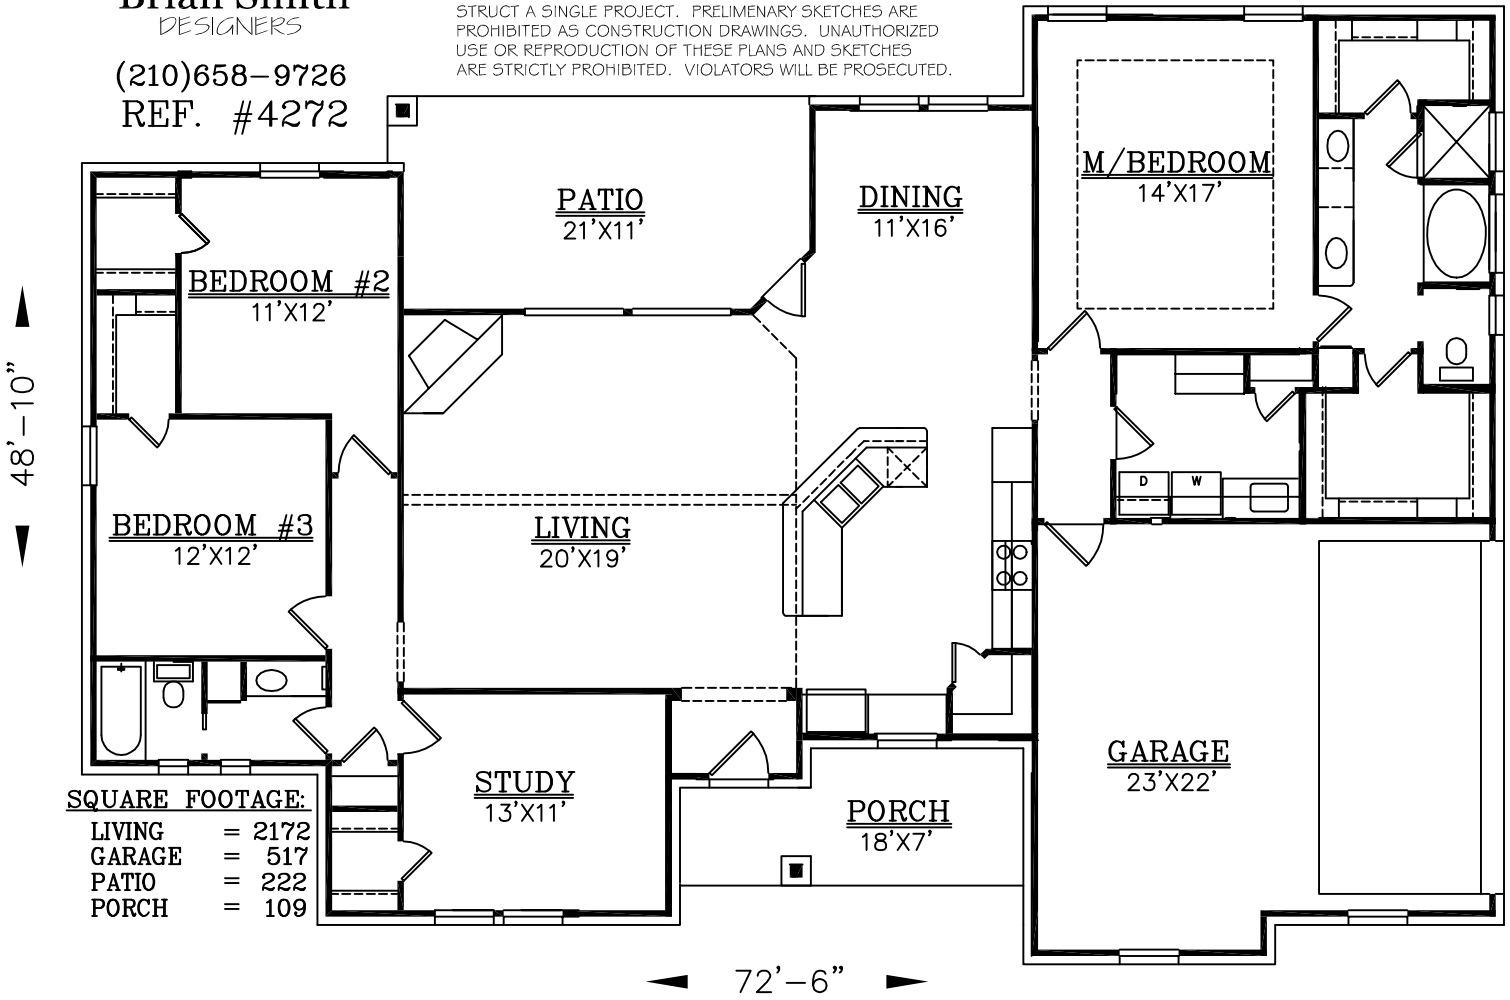 Brian Smith
DESIGNERS
(210)658-9726
REF. #4272
STRUCT A SINGLE PROJECT. PRELIMENARY SKETCHES ARE
PROHIBITED AS CONSTRUCTION DRAWINGS. UNAUTHORIZED
USE OR REPRODUCTION OF THESE PLANS AND SKETCHES
ARE STRICTLY PROHIBITED. VIOLATORS WILL BE PROSECUTED.
M/BEDROOM
14'X17'
PATIO
21'X11'
DINING
11'X16'
BEDROOM #2
11'X12'
48'-10"
BEDROOM #3
12'X12'
LIVING
20'X19'
D
W
STUDY
13'X11'
PORCH
18'X7'
GARAGE
23'X22'
SQUARE FOOTAGE:
LIVING = 2172
GARAGE = 517
PATIO = 222
PORCH = 109
72'-6"